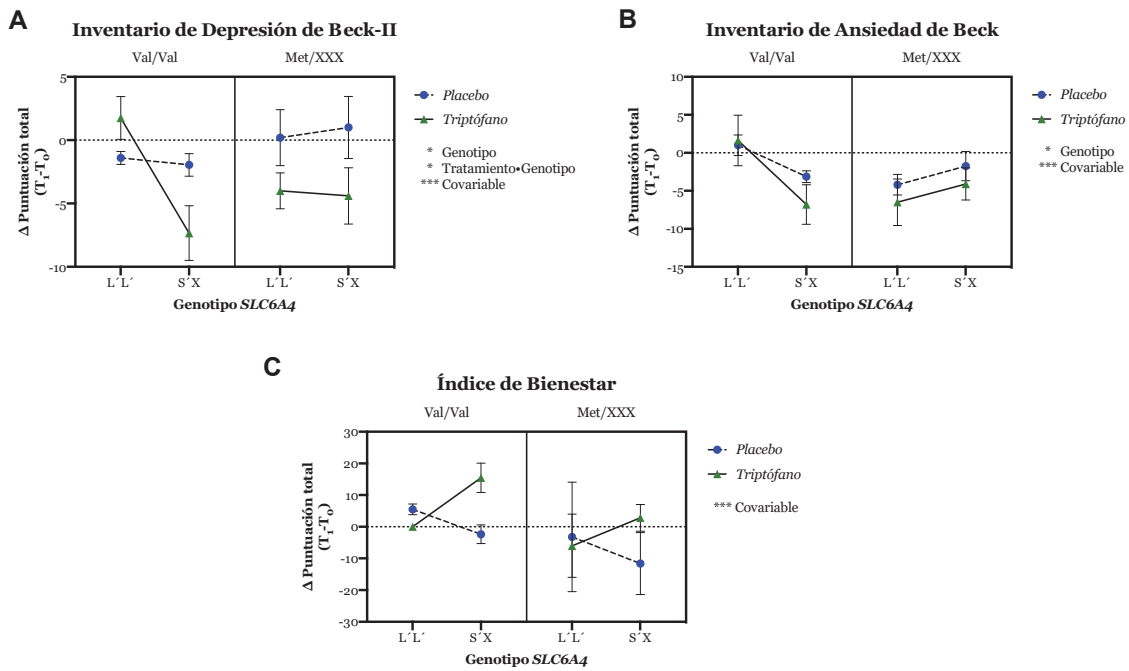 A
Inventario de Depresión de Beck-II
Val/Val
Met/XXX
5
0
-5
-10
Δ Puntuación total
(T₁-T₀)
L´L´
S´X
L´L´
S´X
Genotipo SLC6A4
Placebo
Triptófano
* Genotipo
* Tratamiento•Genotipo
*** Covariable
B
Inventario de Ansiedad de Beck
Val/Val
Met/XXX
10
5
0
-5
-10
-15
Δ Puntuación total
(T₁-T₀)
L´L´
S´X
L´L´
S´X
Genotipo SLC6A4
Placebo
Triptófano
* Genotipo
*** Covariable
C
Índice de Bienestar
Val/Val
Met/XXX
30
20
10
0
-10
-20
-30
Δ Puntuación total
(T₁-T₀)
L´L´
S´X
L´L´
S´X
Genotipo SLC6A4
Placebo
Triptófano
*** Covariable